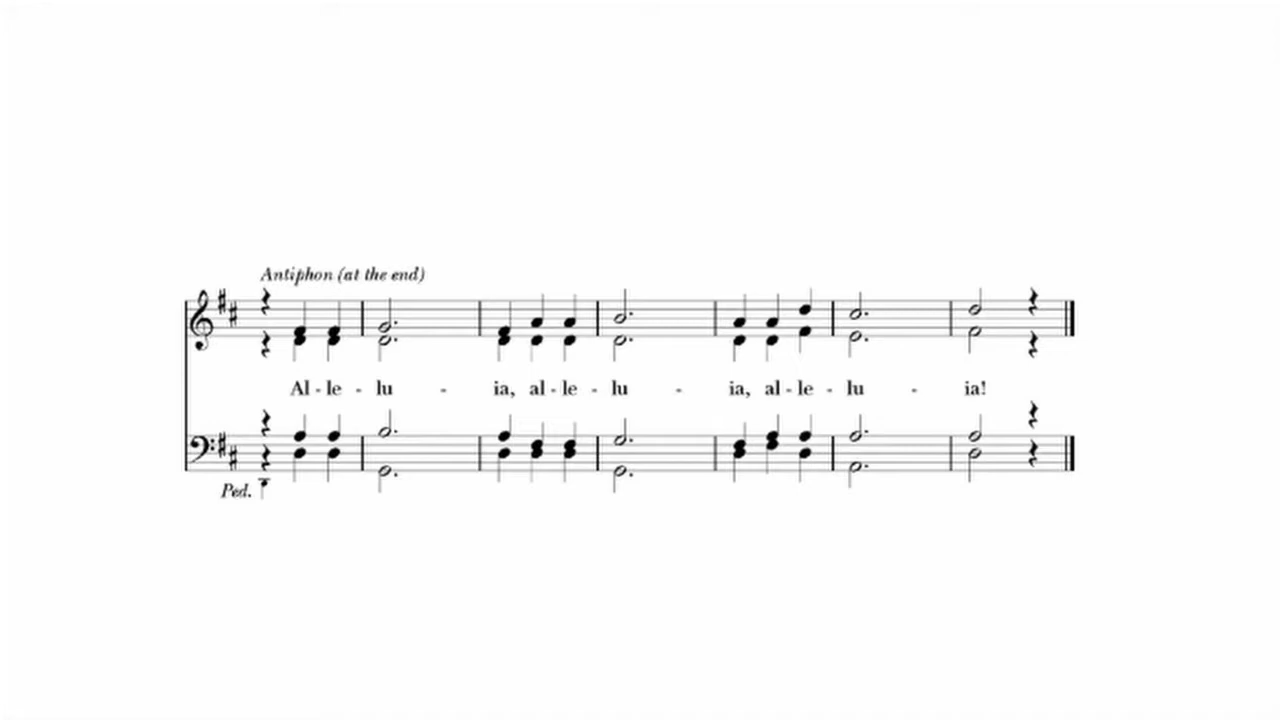 Antiphon (at the end)
Al - le - lu - ia, al - le - lu - ia, al - le - lu - ia!
Ped.